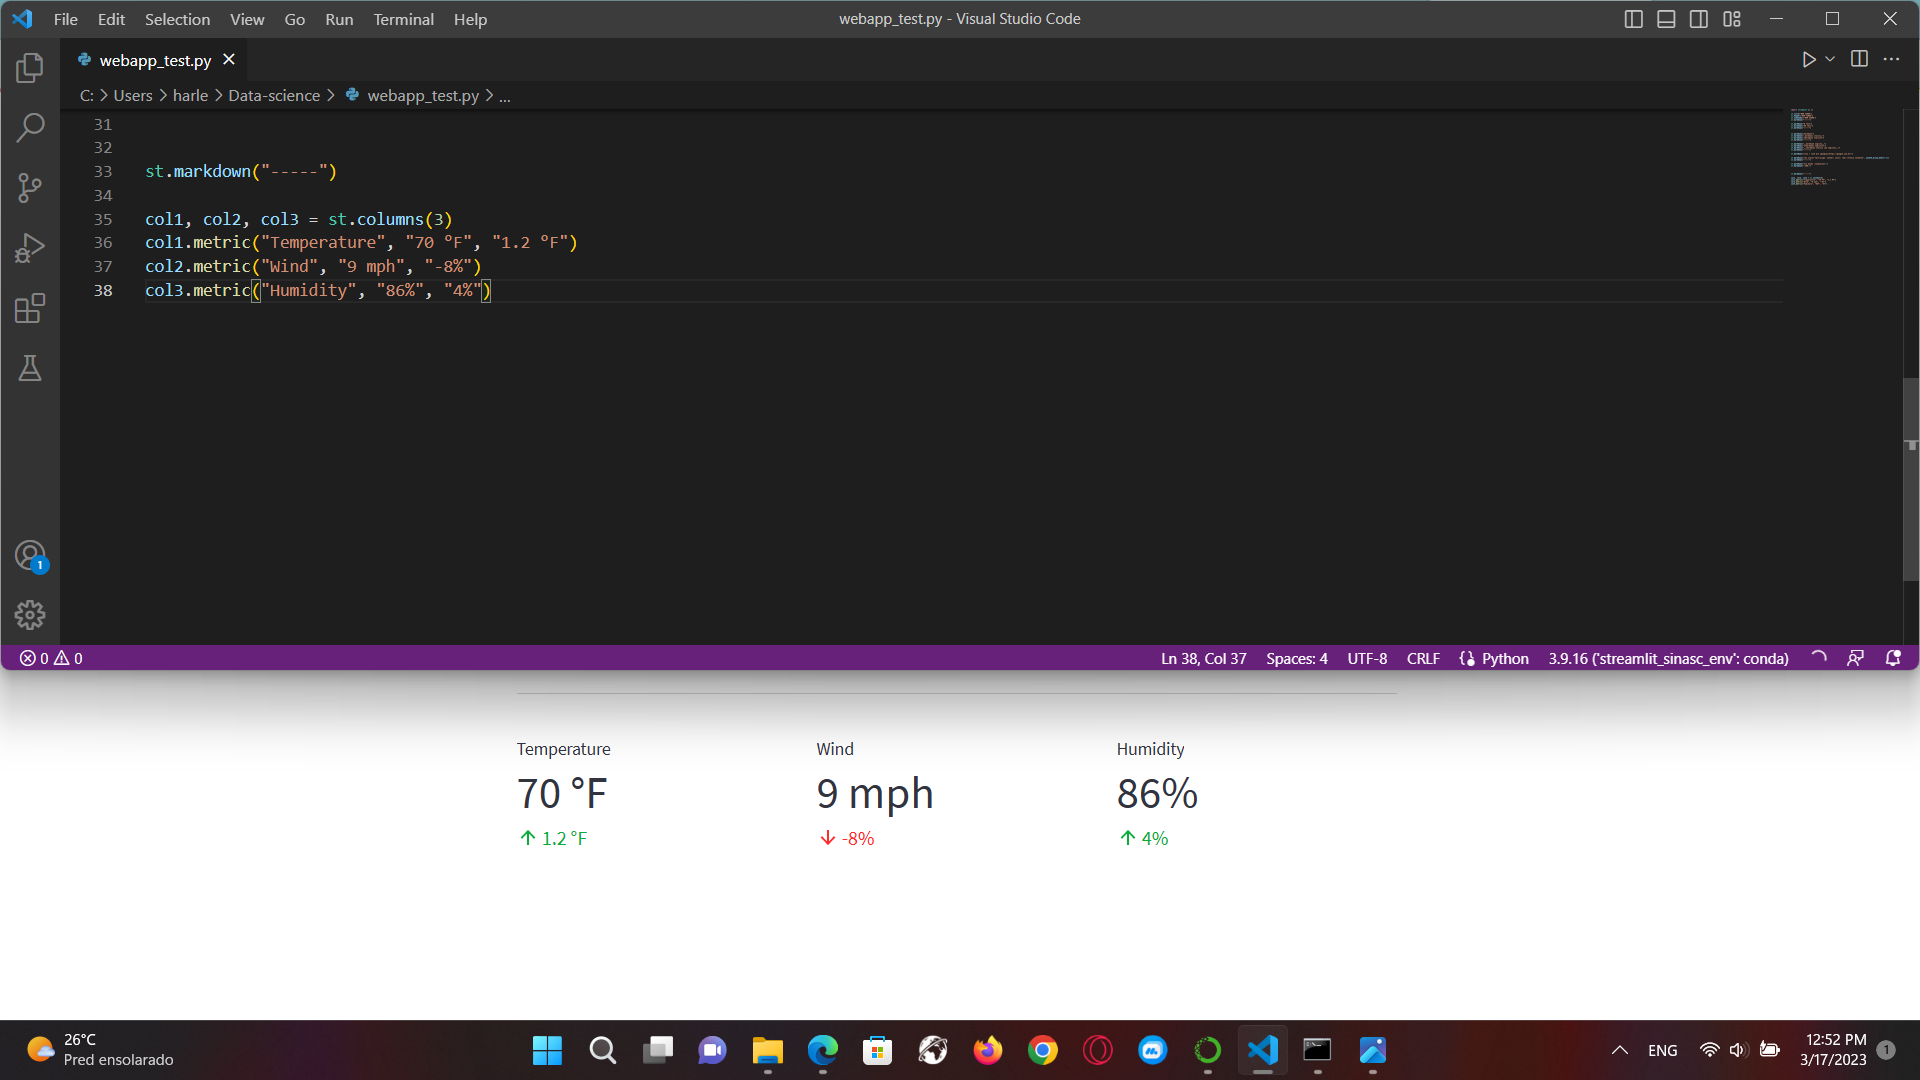 File Edit Selection View Go Run Terminal Help
webapp_test.py - Visual Studio Code
webapp_test.py
C: > Users > harle > Data-science > webapp_test.py > ...
31
32
33 st.markdown("-----")
34
35 col1, col2, col3 = st.columns(3)
36 col1.metric("Temperature", "70 °F", "1.2 °F")
37 col2.metric("Wind", "9 mph", "-8%")
38 col3.metric("Humidity", "86%", "4%")
1
0 0
Ln 38, Col 37 Spaces: 4 UTF-8 CRLF Python 3.9.16 ('streamlit_sinasc_env': conda)
Temperature Wind Humidity
70 °F 9 mph 86%
↑ 1.2 °F ↓ -8% ↑ 4%
26°C
Pred ensolarado
ENG
12:52 PM
3/17/2023
1